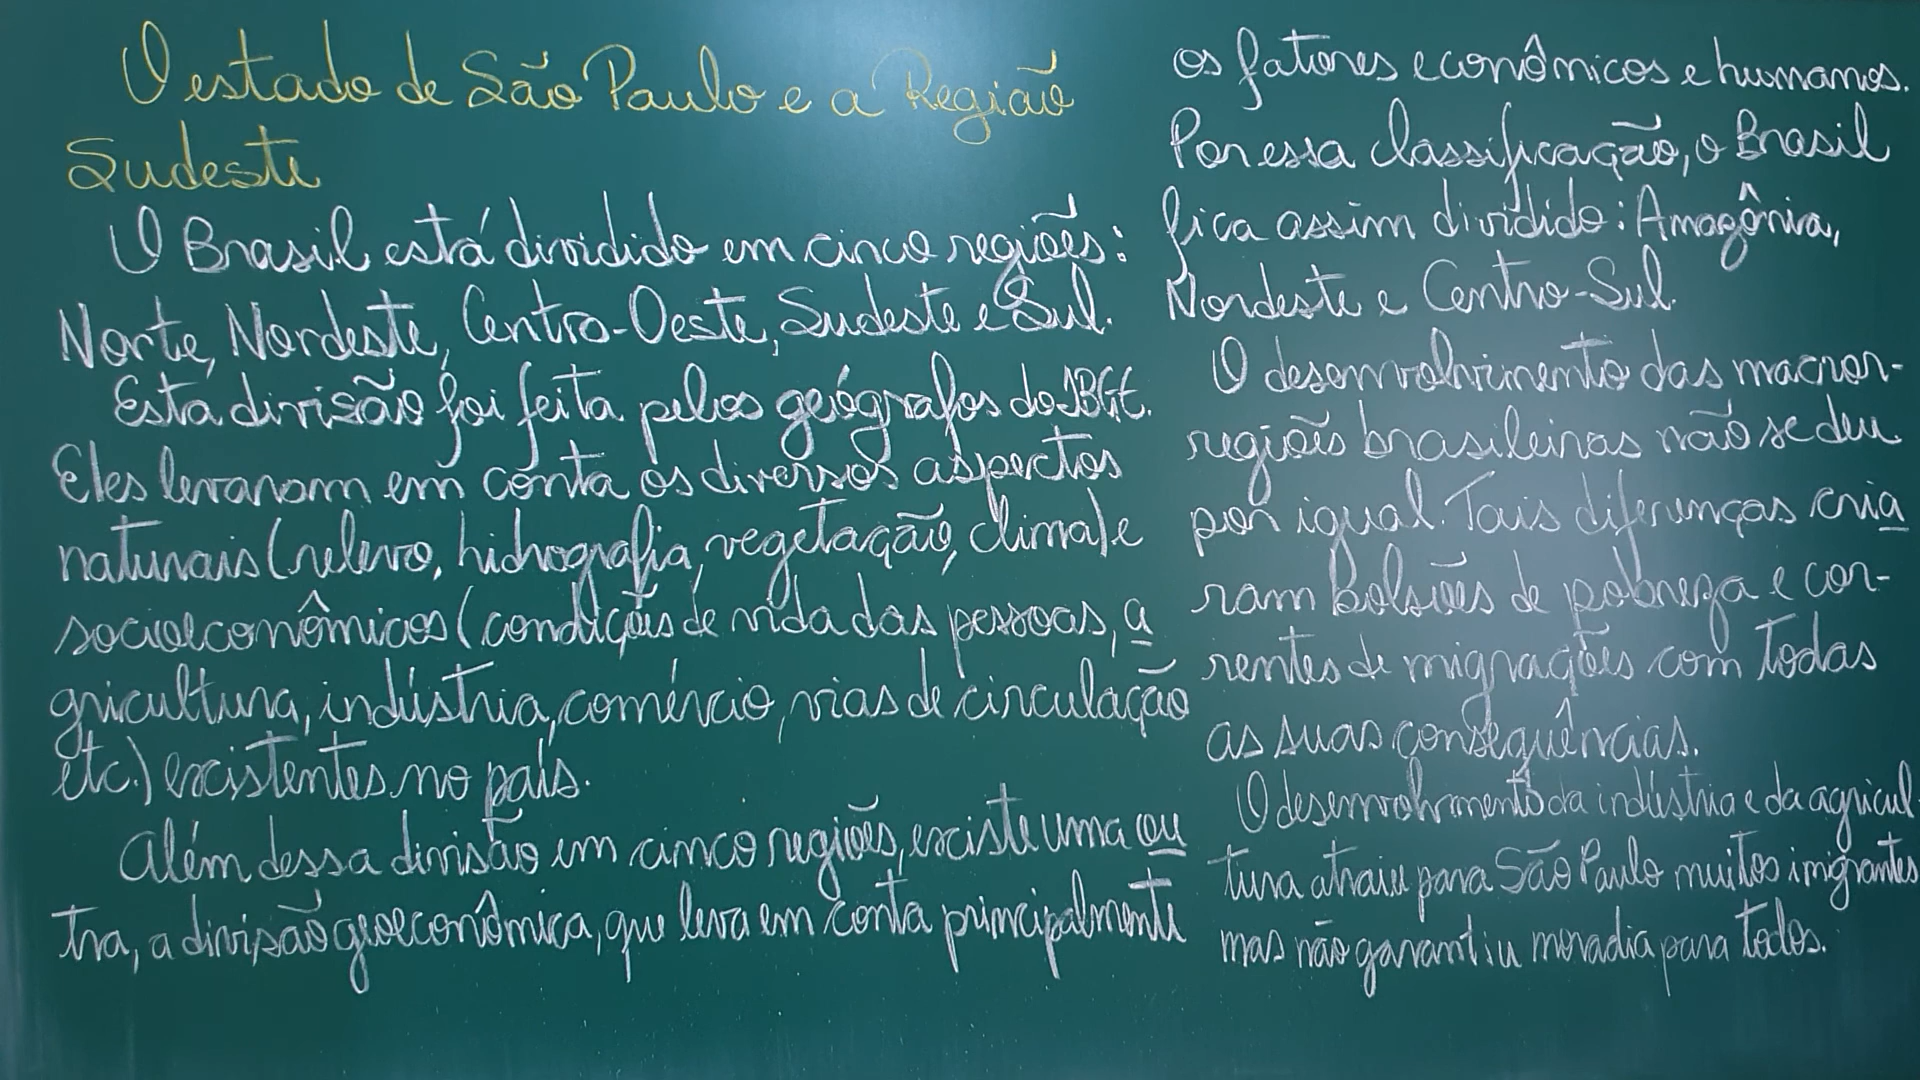 O estado de São Paulo e a Região
Sudeste
O Brasil está dividido em cinco regiões:
Norte, Nordeste, Centro-Oeste, Sudeste e Sul.
Esta divisão foi feita pelos geógrafos do IBGE.
Eles levaram em conta os diversos aspectos
naturais (relevo, hidrografia, vegetação, clima) e
socioeconômicos (condições de vida das pessoas, a
gricultura, indústria, comércio, vias de circulação
etc.) existentes no país.
Além dessa divisão em cinco regiões, existe uma ou
tra, a divisão geoeconômica, que leva em conta principalmente
os fatores econômicos e humanos.
Por essa classificação, o Brasil
fica assim dividido: Amazônia,
Nordeste e Centro-Sul.
O desenvolvimento das macror-
regiões brasileiras não se deu
por igual. Tais diferenças cria
ram bolsões de pobreza e cor-
rentes de migrações com todas
as suas consequências.
O desenvolvimento da indústria e da agricul-
tura atraiu para São Paulo muitos imigrantes
mas não garantiu moradia para todos.